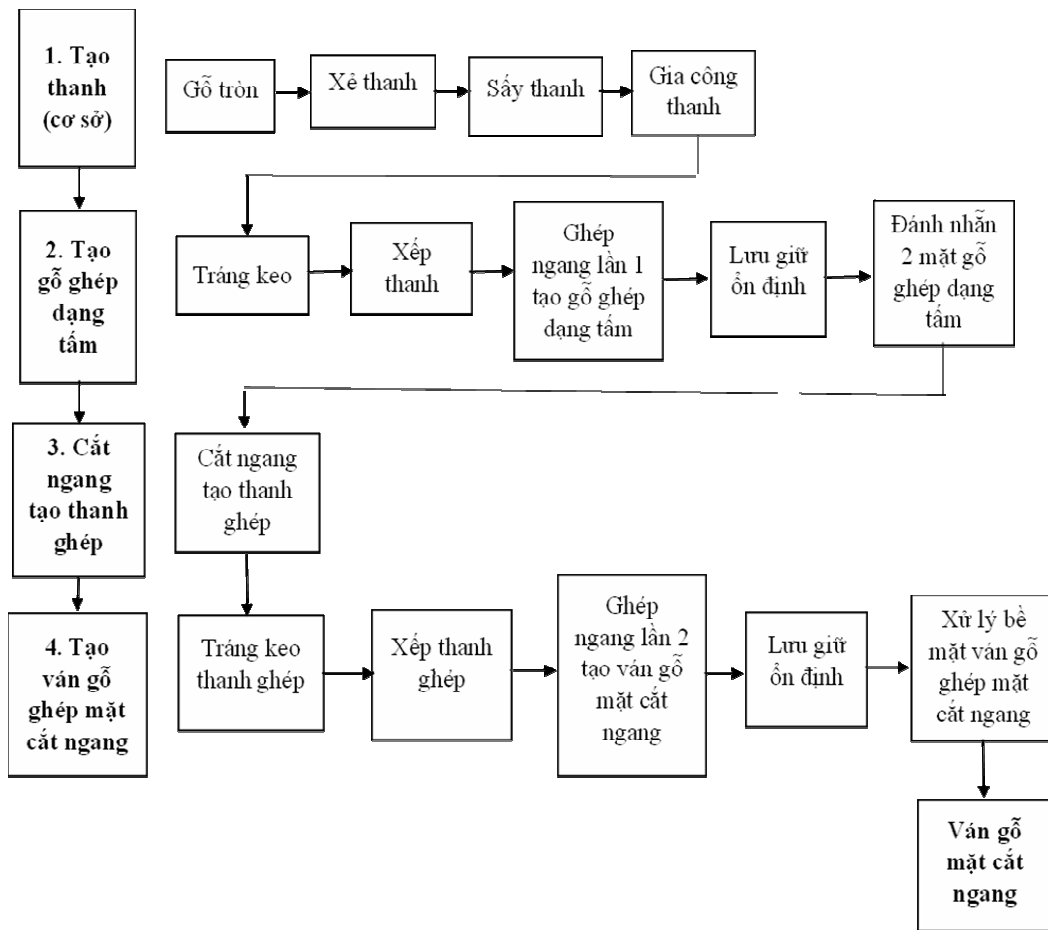 1. Tạo
thanh
(cơ sở)
Gỗ tròn
Xẻ thanh
Sấy thanh
Gia công
thanh
2. Tạo
gỗ ghép
dạng
tấm
Tráng keo
Xếp
thanh
Ghép
ngang lần 1
tạo gỗ ghép
dạng tấm
Lưu giữ
ổn định
Đánh nhẵn
2 mặt gỗ
ghép dạng
tấm
3. Cắt
ngang
tạo thanh
ghép
Cắt ngang
tạo thanh
ghép
4. Tạo
ván gỗ
ghép mặt
cắt ngang
Tráng keo
thanh ghép
Xếp thanh
ghép
Ghép
ngang lần
2 tạo ván gỗ
mặt cắt
ngang
Lưu giữ
ổn định
Xử lý bề
mặt ván gỗ
ghép mặt
cắt ngang
Ván gỗ
mặt cắt
ngang